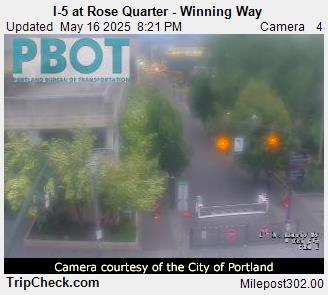 I-5 at Rose Quarter - Winning Way
Updated May 16 2025 8:21 PM Camera 4
PBOT
PORTLAND BUREAU OF TRANSPORTATION
Camera courtesy of the City of Portland
TripCheck.com Milepost302.00